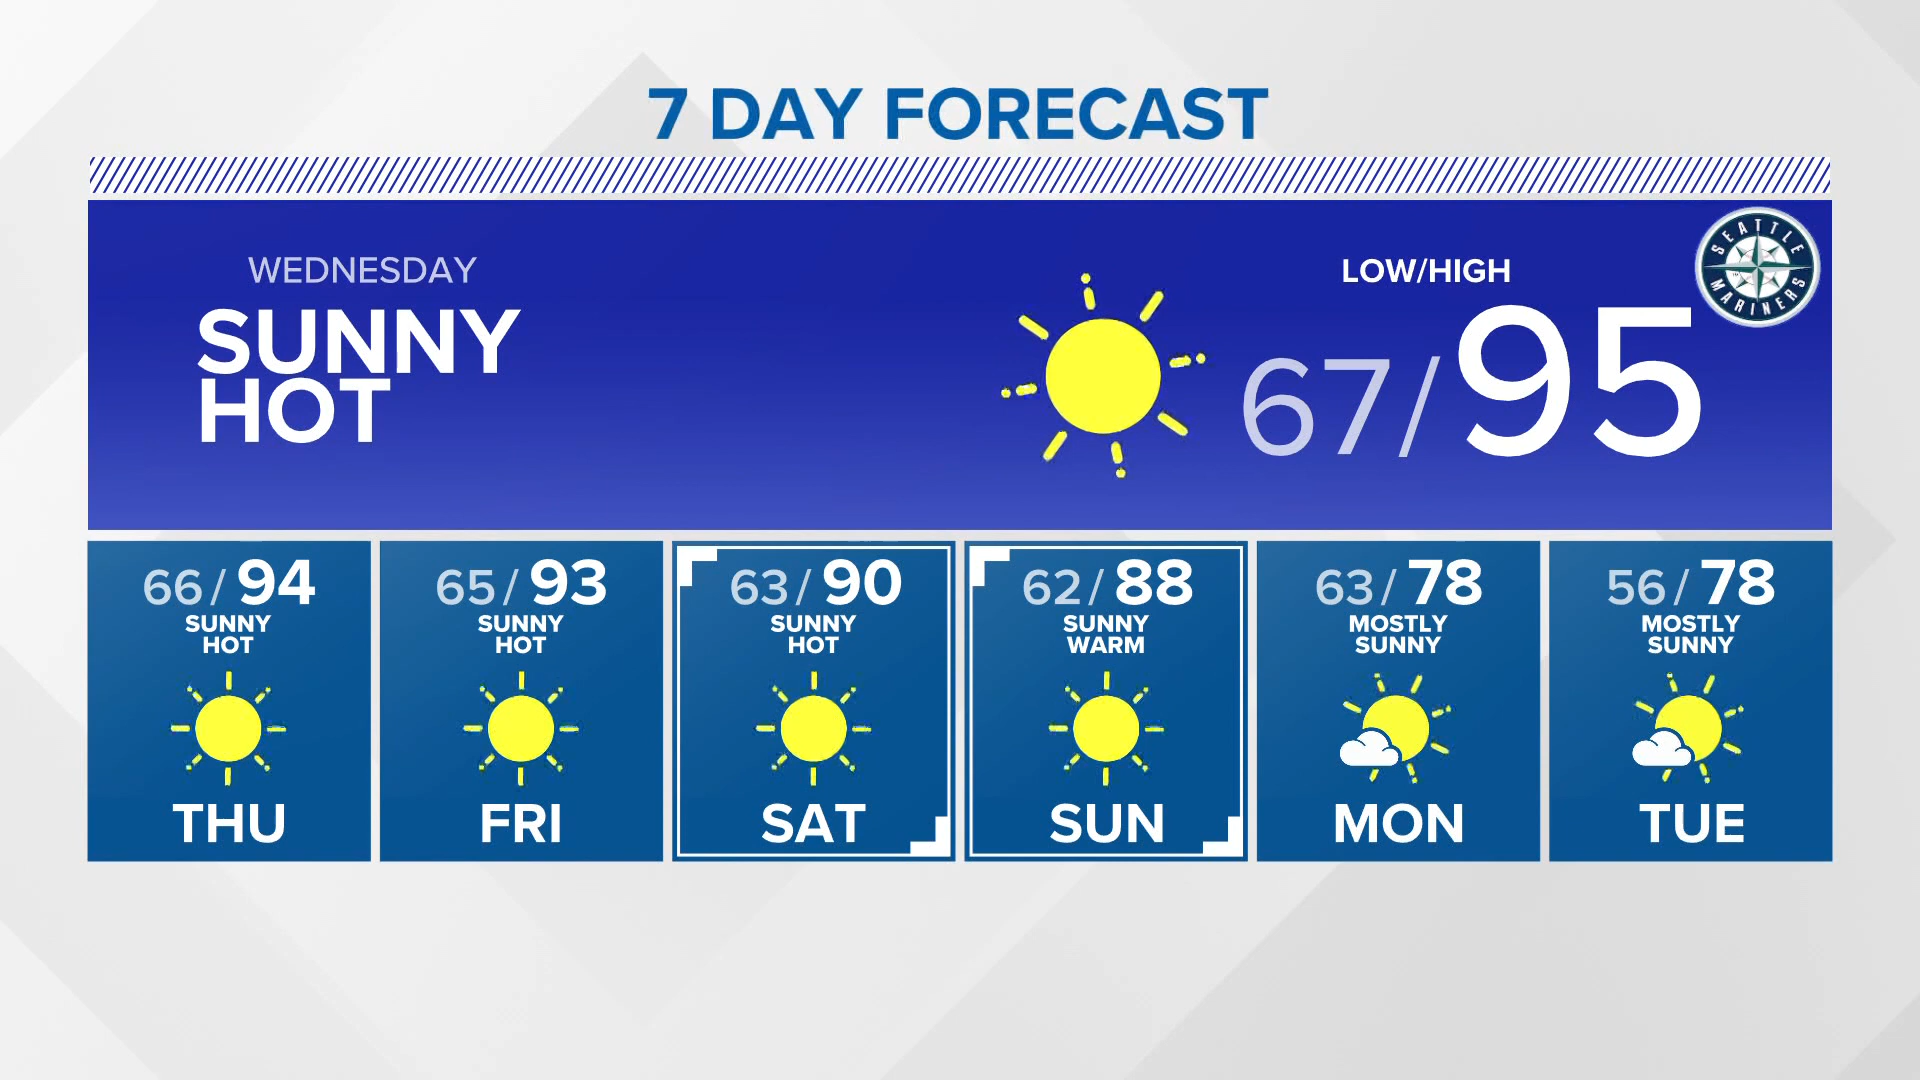 7 DAY FORECAST
WEDNESDAY
SUNNY
HOT
LOW/HIGH
67/95
SEATTLE
MARINERS
66/94
SUNNY
HOT
THU
65/93
SUNNY
HOT
FRI
63/90
SUNNY
HOT
SAT
62/88
SUNNY
WARM
SUN
63/78
MOSTLY
SUNNY
MON
56/78
MOSTLY
SUNNY
TUE